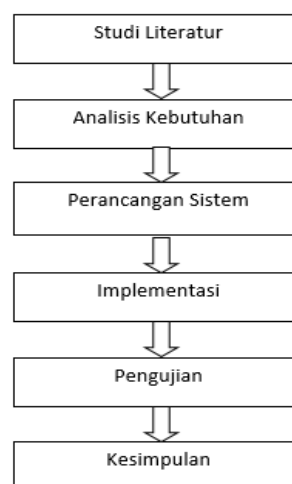 Studi Literatur
Analisis Kebutuhan
Perancangan Sistem
Implementasi
Pengujian
Kesimpulan